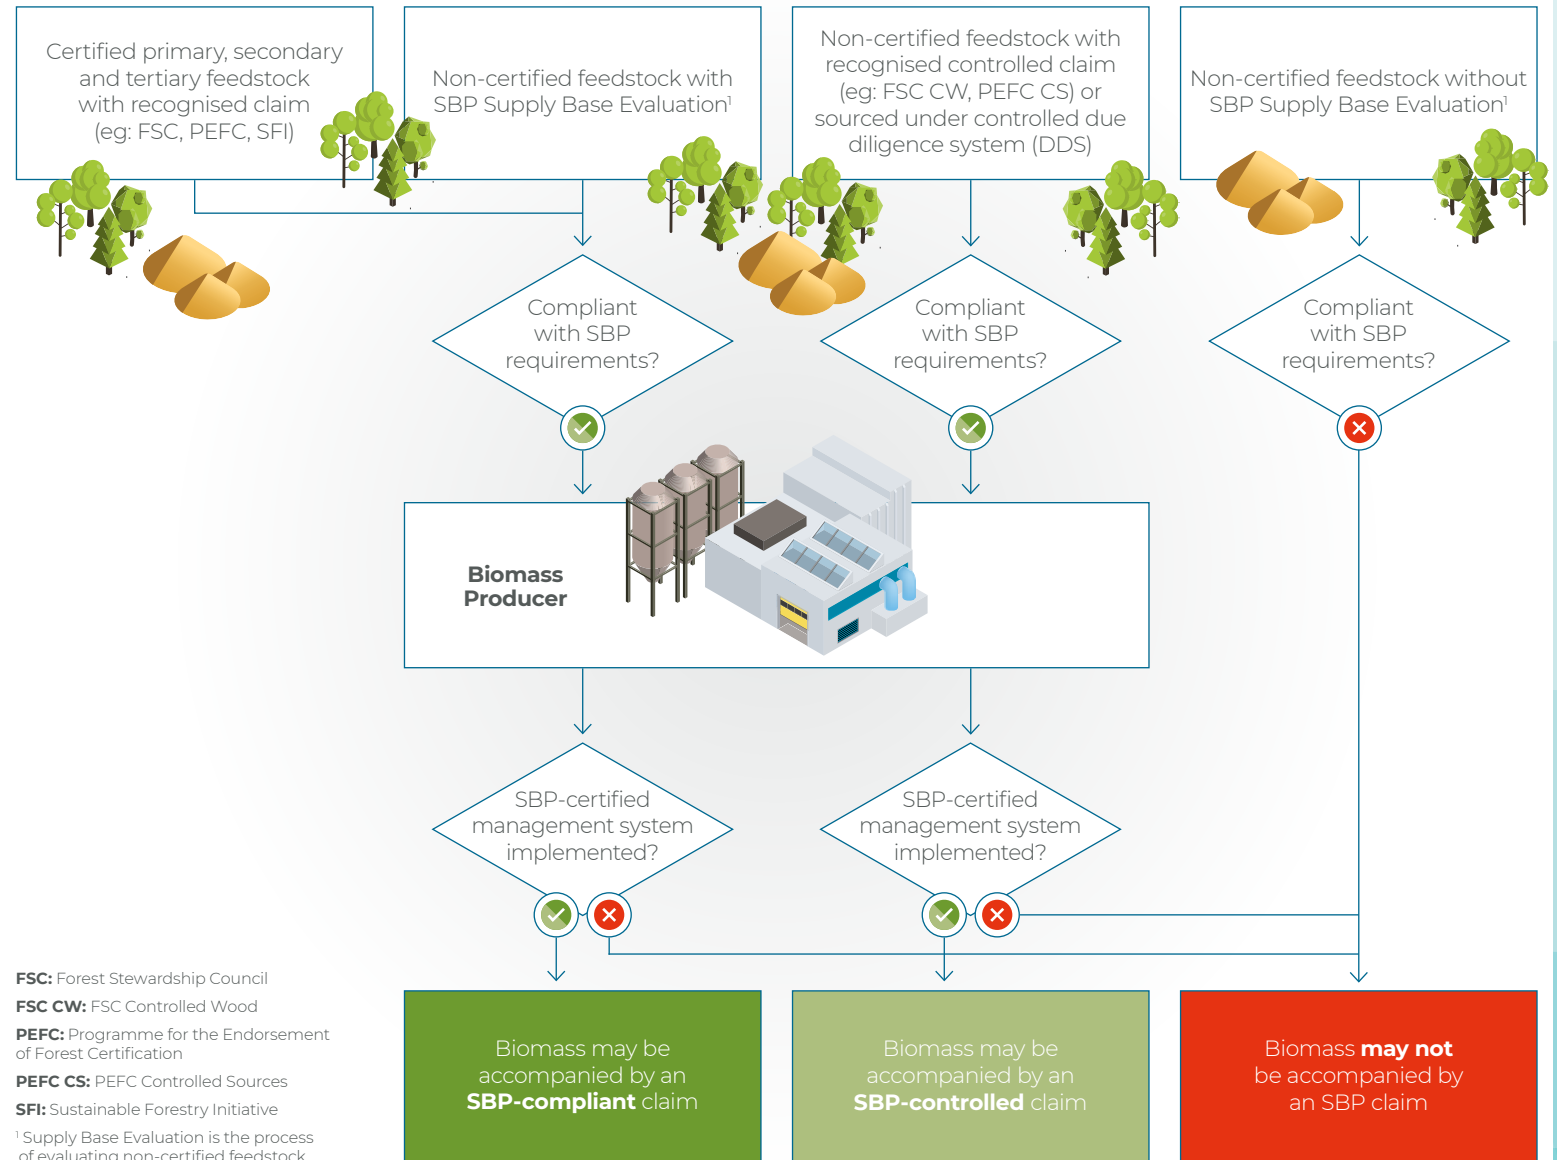 Certified primary, secondary
and tertiary feedstock
with recognised claim
(eg: FSC, PEFC, SFI)
Non-certified feedstock with
SBP Supply Base Evaluation¹
Non-certified feedstock with
recognised controlled claim
(eg: FSC CW, PEFC CS) or
sourced under controlled due
diligence system (DDS)
Non-certified feedstock without
SBP Supply Base Evaluation¹
Compliant
with SBP
requirements?
Compliant
with SBP
requirements?
Compliant
with SBP
requirements?
Biomass
Producer
SBP-certified
management system
implemented?
SBP-certified
management system
implemented?
FSC: Forest Stewardship Council
FSC CW: FSC Controlled Wood
PEFC: Programme for the Endorsement
of Forest Certification
PEFC CS: PEFC Controlled Sources
SFI: Sustainable Forestry Initiative
¹ Supply Base Evaluation is the process
of evaluating non-certified feedstock
Biomass may be
accompanied by an
SBP-compliant claim
Biomass may be
accompanied by an
SBP-controlled claim
Biomass may not
be accompanied by
an SBP claim